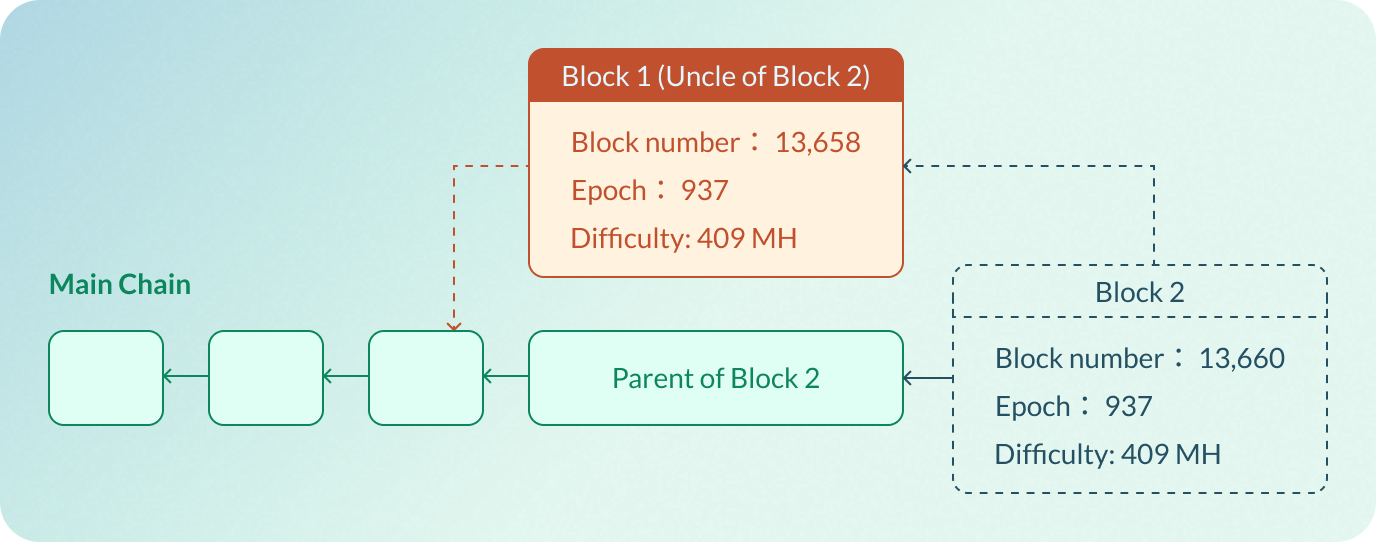 Block 1 (Uncle of Block 2)
Block number： 13,658
Epoch： 937
Difficulty: 409 MH
Main Chain
Parent of Block 2
Block 2
Block number： 13,660
Epoch： 937
Difficulty: 409 MH